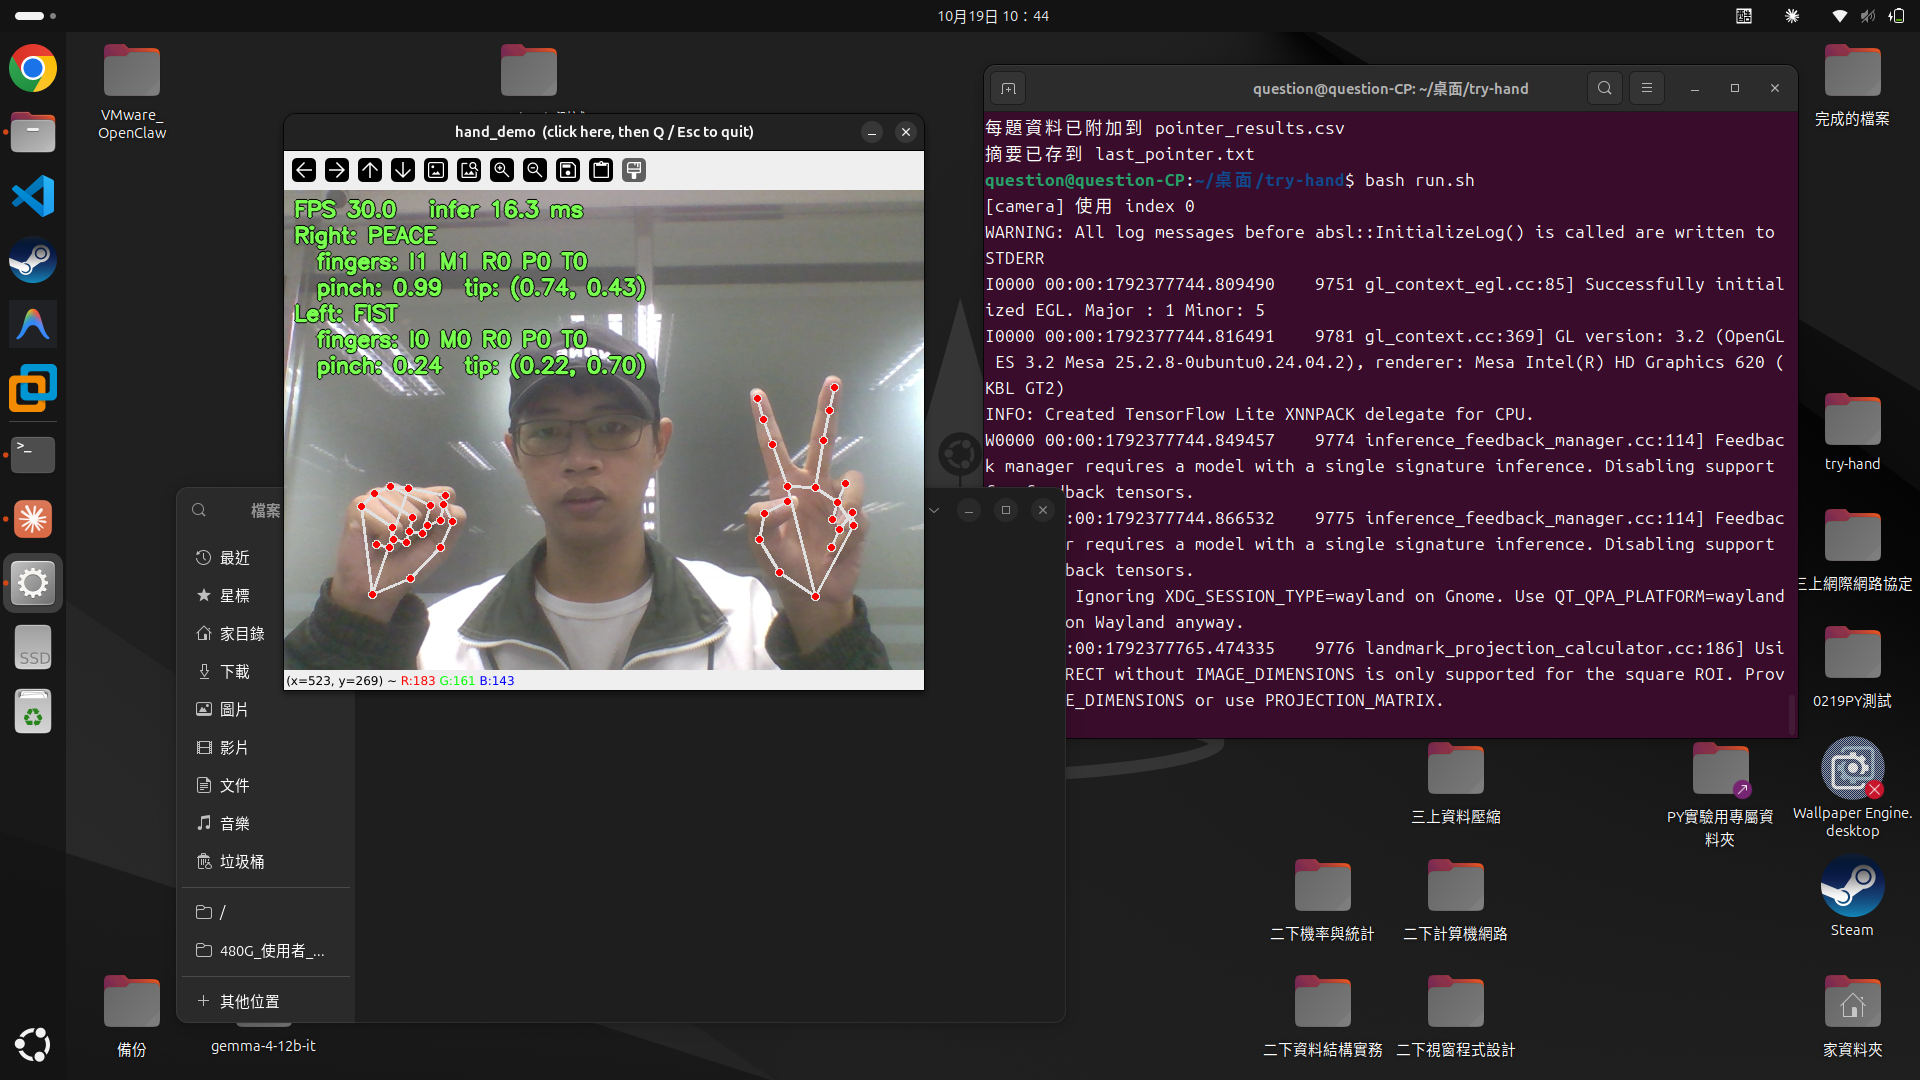 10月19日 10：44
VMware_
OpenClaw
完成的檔案
try-hand
三上網際網路協定
0219PY測試
Wallpaper Engine.
desktop
PY實驗用專屬資
料夾
三上資料壓縮
二下機率與統計
二下計算機網路
Steam
二下資料結構實務
二下視窗程式設計
家資料夾
備份
gemma-4-12b-it
SSD
hand_demo (click here, then Q / Esc to quit)
FPS 30.0 infer 16.3 ms
Right: PEACE
fingers: I1 M1 R0 P0 T0
pinch: 0.99 tip: (0.74, 0.43)
Left: FIST
fingers: I0 M0 R0 P0 T0
pinch: 0.24 tip: (0.22, 0.70)
(x=523, y=269) ~ R:183 G:161 B:143
檔案
最近
星標
家目錄
下載
圖片
影片
文件
音樂
垃圾桶
/
480G_使用者_...
其他位置
question@question-CP: ~/桌面/try-hand
每題資料已附加到 pointer_results.csv
摘要已存到 last_pointer.txt
question@question-CP:~/桌面/try-hand$ bash run.sh
[camera] 使用 index 0
WARNING: All log messages before absl::InitializeLog() is called are written to
STDERR
I0000 00:00:1792377744.809490 9751 gl_context_egl.cc:85] Successfully initial
ized EGL. Major : 1 Minor: 5
I0000 00:00:1792377744.816491 9781 gl_context.cc:369] GL version: 3.2 (OpenGL
ES 3.2 Mesa 25.2.8-0ubuntu0.24.04.2), renderer: Mesa Intel(R) HD Graphics 620 (
KBL GT2)
INFO: Created TensorFlow Lite XNNPACK delegate for CPU.
W0000 00:00:1792377744.849457 9774 inference_feedback_manager.cc:114] Feedbac
k manager requires a model with a single signature inference. Disabling support
back tensors.
:00:1792377744.866532 9775 inference_feedback_manager.cc:114] Feedbac
r requires a model with a single signature inference. Disabling support
back tensors.
Ignoring XDG_SESSION_TYPE=wayland on Gnome. Use QT_QPA_PLATFORM=wayland
on Wayland anyway.
:00:1792377765.474335 9776 landmark_projection_calculator.cc:186] Usi
RECT without IMAGE_DIMENSIONS is only supported for the square ROI. Prov
E_DIMENSIONS or use PROJECTION_MATRIX.